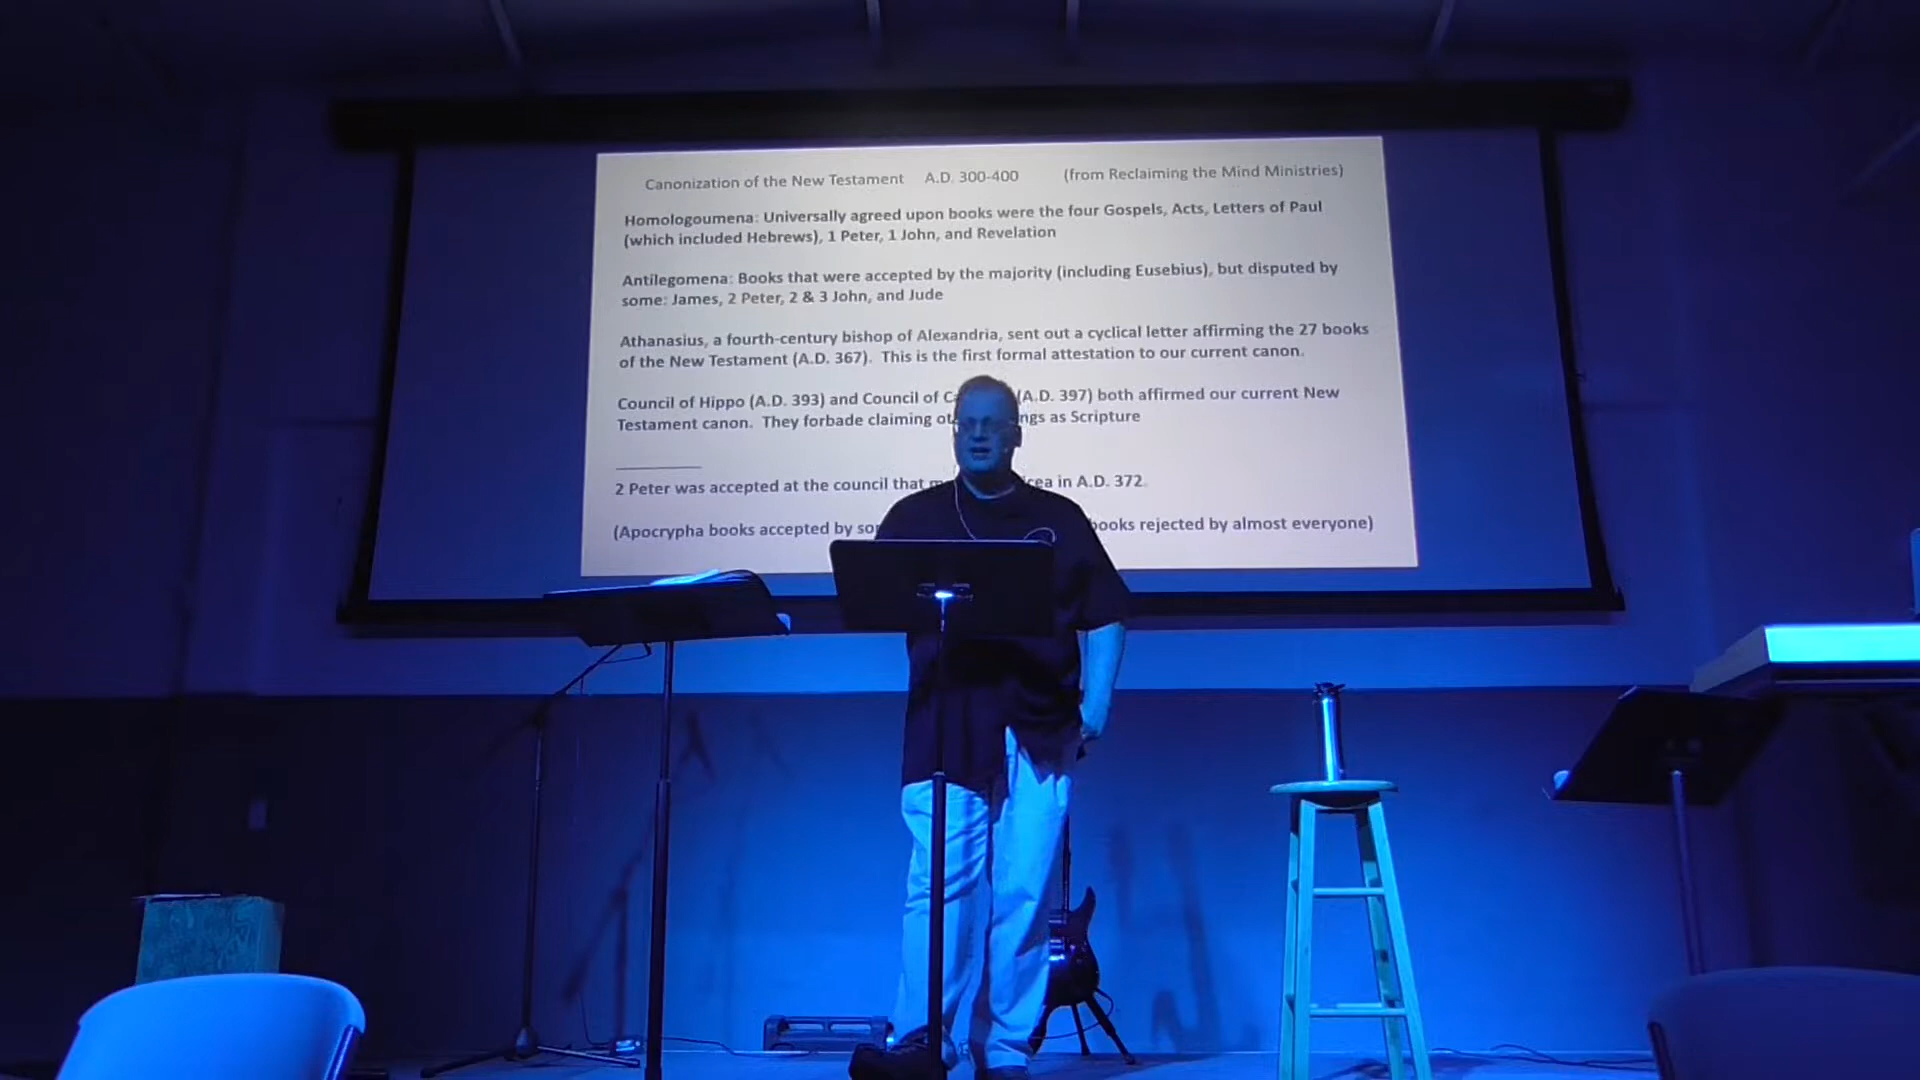 Canonization of the New Testament A.D. 300-400 (from Reclaiming the Mind Ministries)
Homologoumena: Universally agreed upon books were the four Gospels, Acts, Letters of Paul
(which included Hebrews), 1 Peter, 1 John, and Revelation
Antilegomena: Books that were accepted by the majority (including Eusebius), but disputed by
some: James, 2 Peter, 2 & 3 John, and Jude
Athanasius, a fourth-century bishop of Alexandria, sent out a cyclical letter affirming the 27 books
of the New Testament (A.D. 367). This is the first formal attestation to our current canon.
Council of Hippo (A.D. 393) and Council of (A.D. 397) both affirmed our current New
Testament canon. They forbade claiming as Scripture
2 Peter was accepted at the council that in A.D. 372.
(Apocrypha books accepted by books rejected by almost everyone)